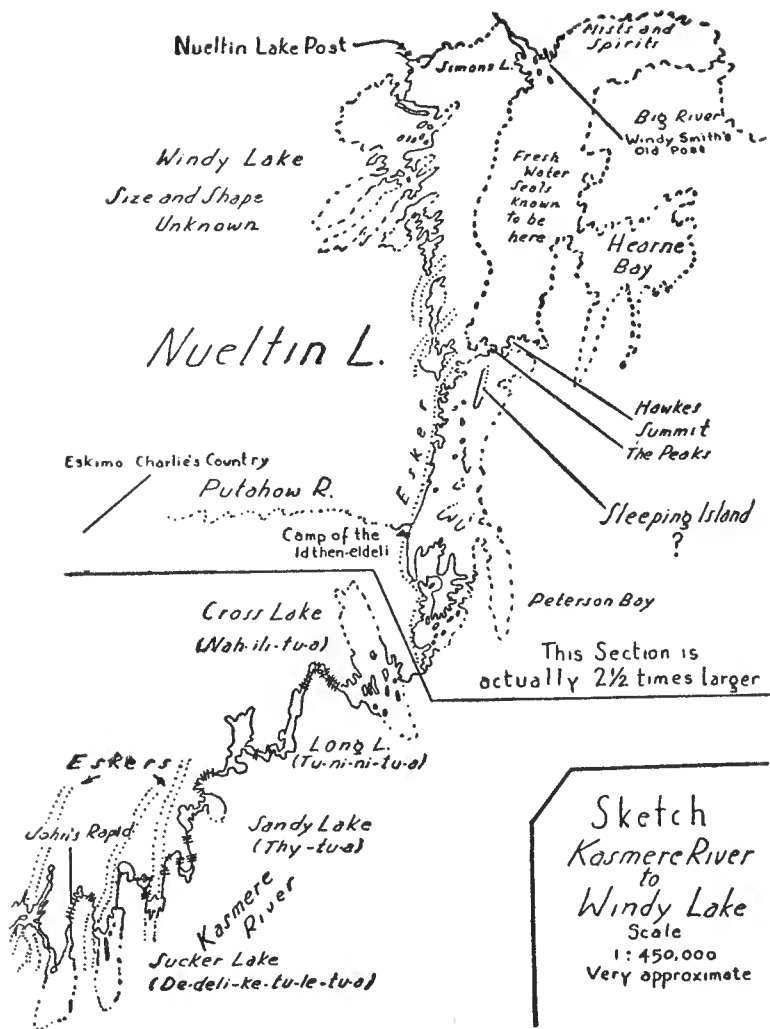 Nueltin Lake Post
Simons L.
Mists and
Spirits
Big River
Windy Smith's
Old Post
Windy Lake
Size and Shape
Unknown
Fresh
Water
Seals
known
to be
here
Hearne
Bay
Nueltin L.
Hawkes
Summit
The Peaks
Esker
Eskimo Charlie's Country
Putahow R.
Sleeping Island
?
Camp of the
Idthen-eldeli
Peterson Bay
Cross Lake
(Nah-ili-tu-a)
This Section is
actually 2½ times larger
Long L.
(Tu-ni-ni-tu-a)
Eskers
John's Rapid
Sandy Lake
(Thy-tu-a)
Kasmere
River
Sucker Lake
(De-deli-ke-tu-le-tu-a)
Sketch
Kasmere River
to
Windy Lake
Scale
1:450,000
Very approximate